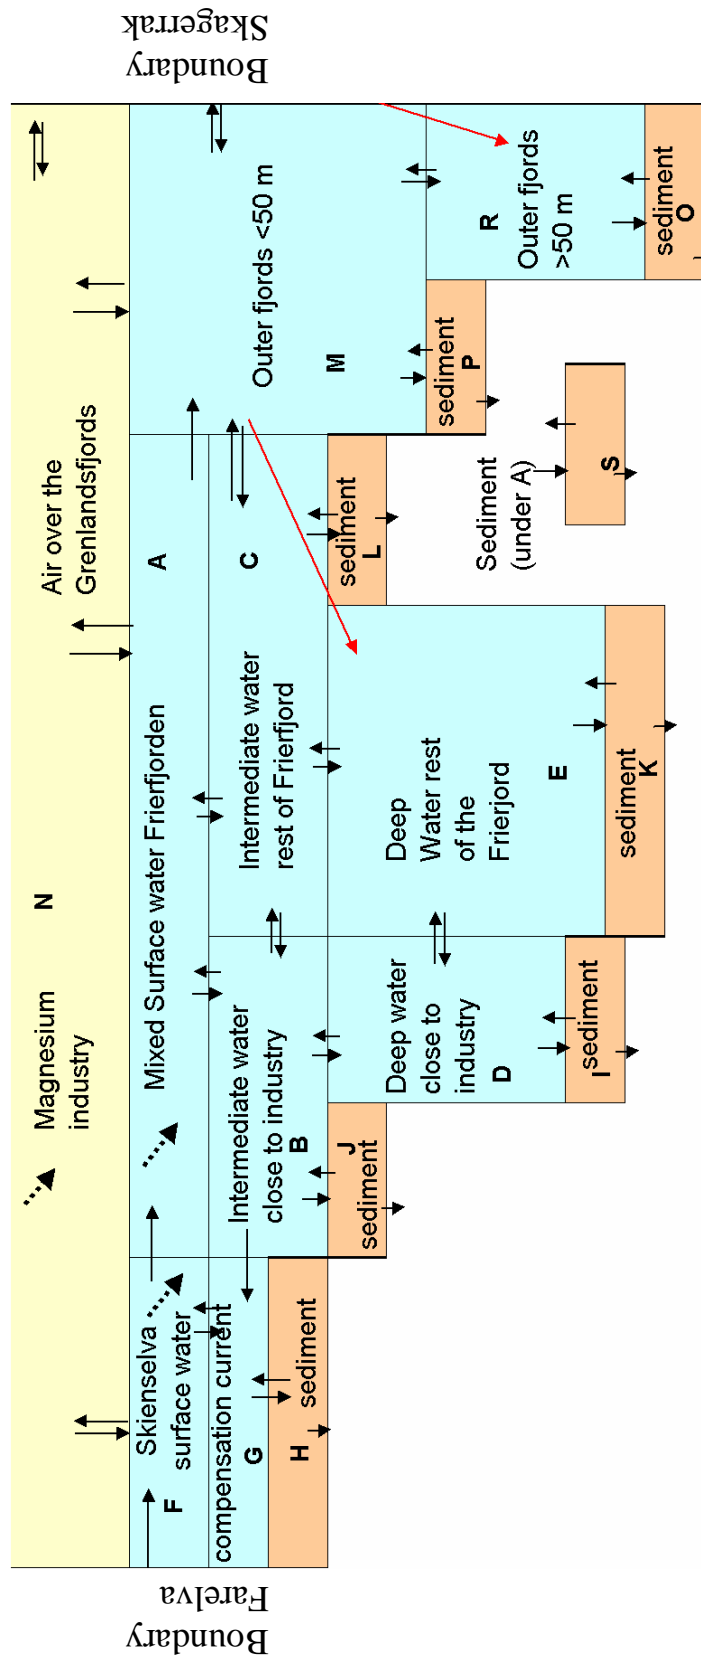 Boundary
Skagerrak
Air over the
Grenlandsfjords
N
Magnesium
industry
Outer fjords <50 m
M
A
Mixed Surface water Frierfjorden
Skienselva
surface water
F
C
Intermediate water
rest of Frierfjord
Intermediate water
close to industry
B
compensation current
G
R
Outer fjords
>50 m
sediment
O
sediment
P
sediment
L
Sediment
(under A)
S
Deep
Water rest
of the
Frierjord
E
sediment
K
Deep water
close to
industry
D
sediment
I
J
sediment
sediment
H
Boundary
Farelva